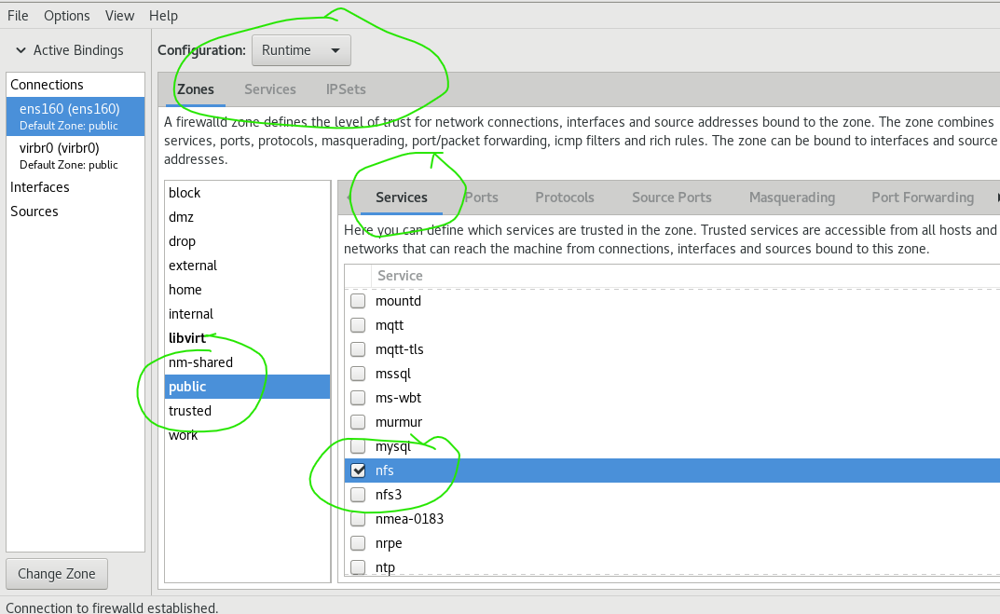 File Options View Help
Active Bindings
Configuration: Runtime
Connections
ens160 (ens160)
Default Zone: public
virbr0 (virbr0)
Default Zone: public
Interfaces
Sources
Change Zone
Zones Services IPSets
A firewalld zone defines the level of trust for network connections, interfaces and source addresses bound to the zone. The zone combines
services, ports, protocols, masquerading, port/packet forwarding, icmp filters and rich rules. The zone can be bound to interfaces and source
addresses.
block
dmz
drop
external
home
internal
libvirt
nm-shared
public
trusted
work
Services Ports Protocols Source Ports Masquerading Port Forwarding
Here you can define which services are trusted in the zone. Trusted services are accessible from all hosts and
networks that can reach the machine from connections, interfaces and sources bound to this zone.
Service
mountd
mqtt
mqtt-tls
mssql
ms-wbt
murmur
mysql
nfs
nfs3
nmea-0183
nrpe
ntp
Connection to firewalld established.